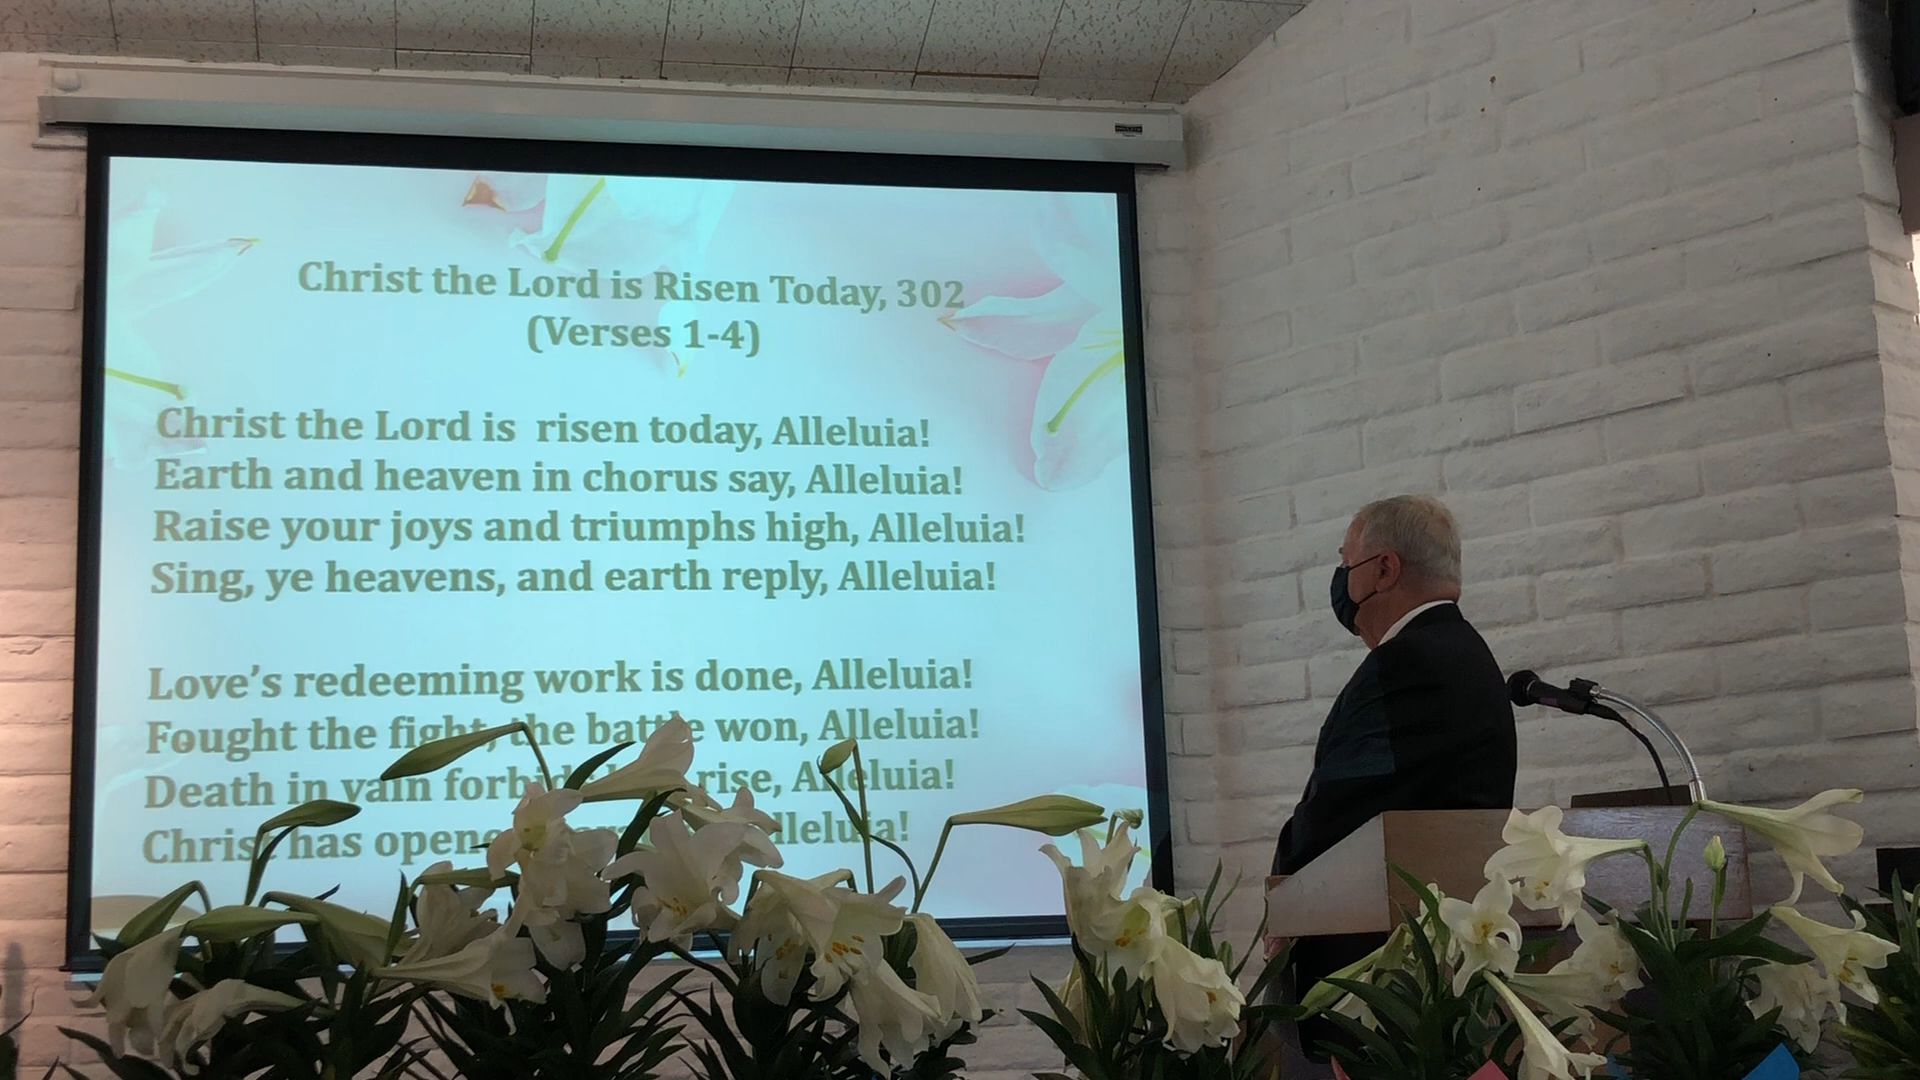 Christ the Lord is Risen Today, 302
(Verses 1-4)
Christ the Lord is risen today, Alleluia!
Earth and heaven in chorus say, Alleluia!
Raise your joys and triumphs high, Alleluia!
Sing, ye heavens, and earth reply, Alleluia!
Love's redeeming work is done, Alleluia!
Fought the fight, the battle won, Alleluia!
Death in vain rise, Alleluia!
Christ has Alleluia!